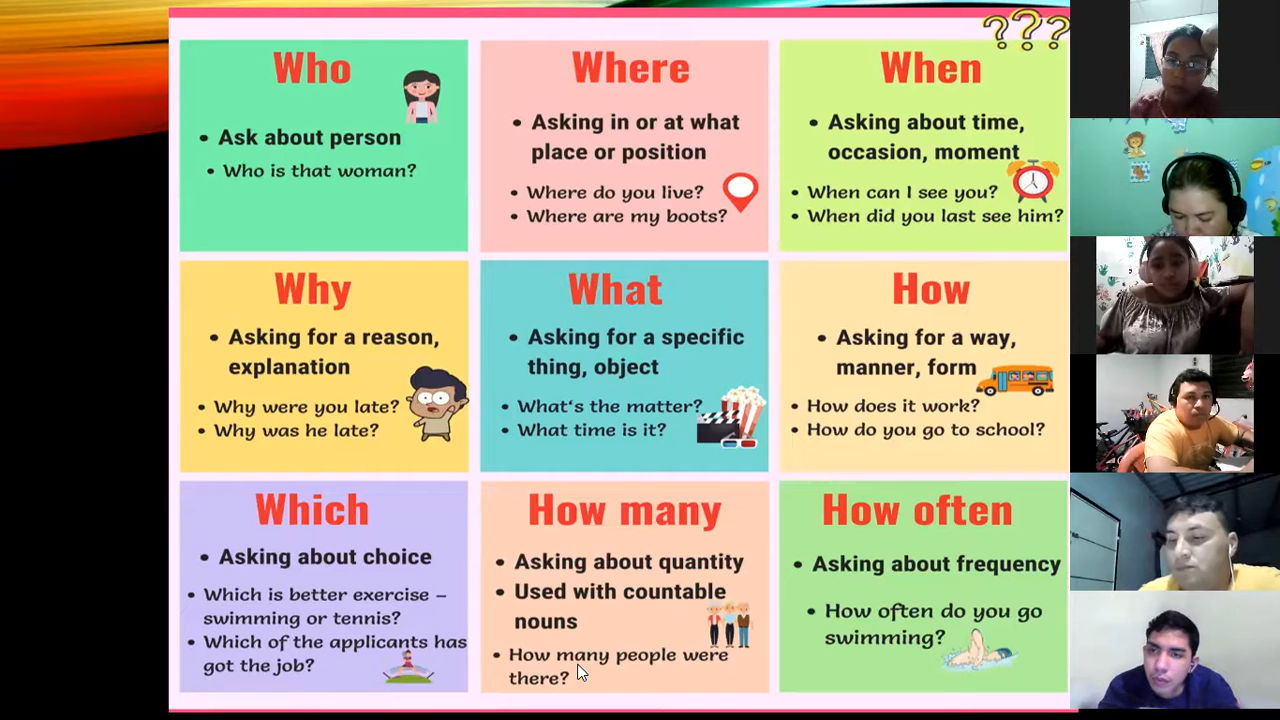 ???
Who
Ask about person
Who is that woman?
Where
Asking in or at what
place or position
Where do you live?
Where are my boots?
When
Asking about time,
occasion, moment
When can I see you?
When did you last see him?
Why
Asking for a reason,
explanation
Why were you late?
Why was he late?
What
Asking for a specific
thing, object
What's the matter?
What time is it?
How
Asking for a way,
manner, form
How does it work?
How do you go to school?
Which
Asking about choice
Which is better exercise –
swimming or tennis?
Which of the applicants has
got the job?
How many
Asking about quantity
Used with countable
nouns
How many people were
there?
How often
Asking about frequency
How often do you go
swimming?